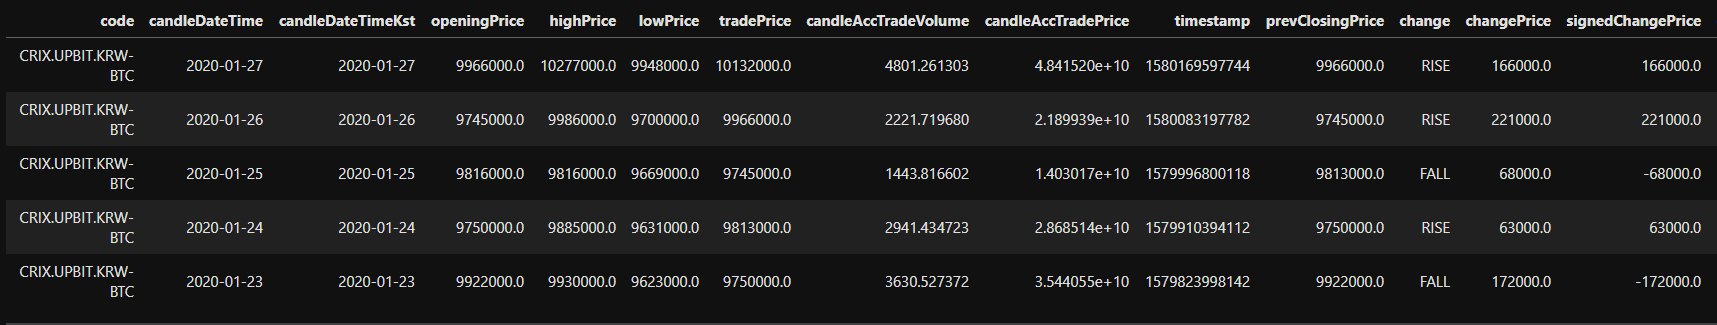 code candleDateTime candleDateTimeKst openingPrice highPrice lowPrice tradePrice candleAccTradeVolume candleAccTradePrice timestamp prevClosingPrice change changePrice signedChangePrice
CRIX.UPBIT.KRW-
BTC 2020-01-27 2020-01-27 9966000.0 10277000.0 9948000.0 10132000.0 4801.261303 4.841520e+10 1580169597744 9966000.0 RISE 166000.0 166000.0
CRIX.UPBIT.KRW-
BTC 2020-01-26 2020-01-26 9745000.0 9986000.0 9700000.0 9966000.0 2221.719680 2.189939e+10 1580083197782 9745000.0 RISE 221000.0 221000.0
CRIX.UPBIT.KRW-
BTC 2020-01-25 2020-01-25 9816000.0 9816000.0 9669000.0 9745000.0 1443.816602 1.403017e+10 1579996800118 9813000.0 FALL 68000.0 -68000.0
CRIX.UPBIT.KRW-
BTC 2020-01-24 2020-01-24 9750000.0 9885000.0 9631000.0 9813000.0 2941.434723 2.868514e+10 1579910394112 9750000.0 RISE 63000.0 63000.0
CRIX.UPBIT.KRW-
BTC 2020-01-23 2020-01-23 9922000.0 9930000.0 9623000.0 9750000.0 3630.527372 3.544055e+10 1579823998142 9922000.0 FALL 172000.0 -172000.0